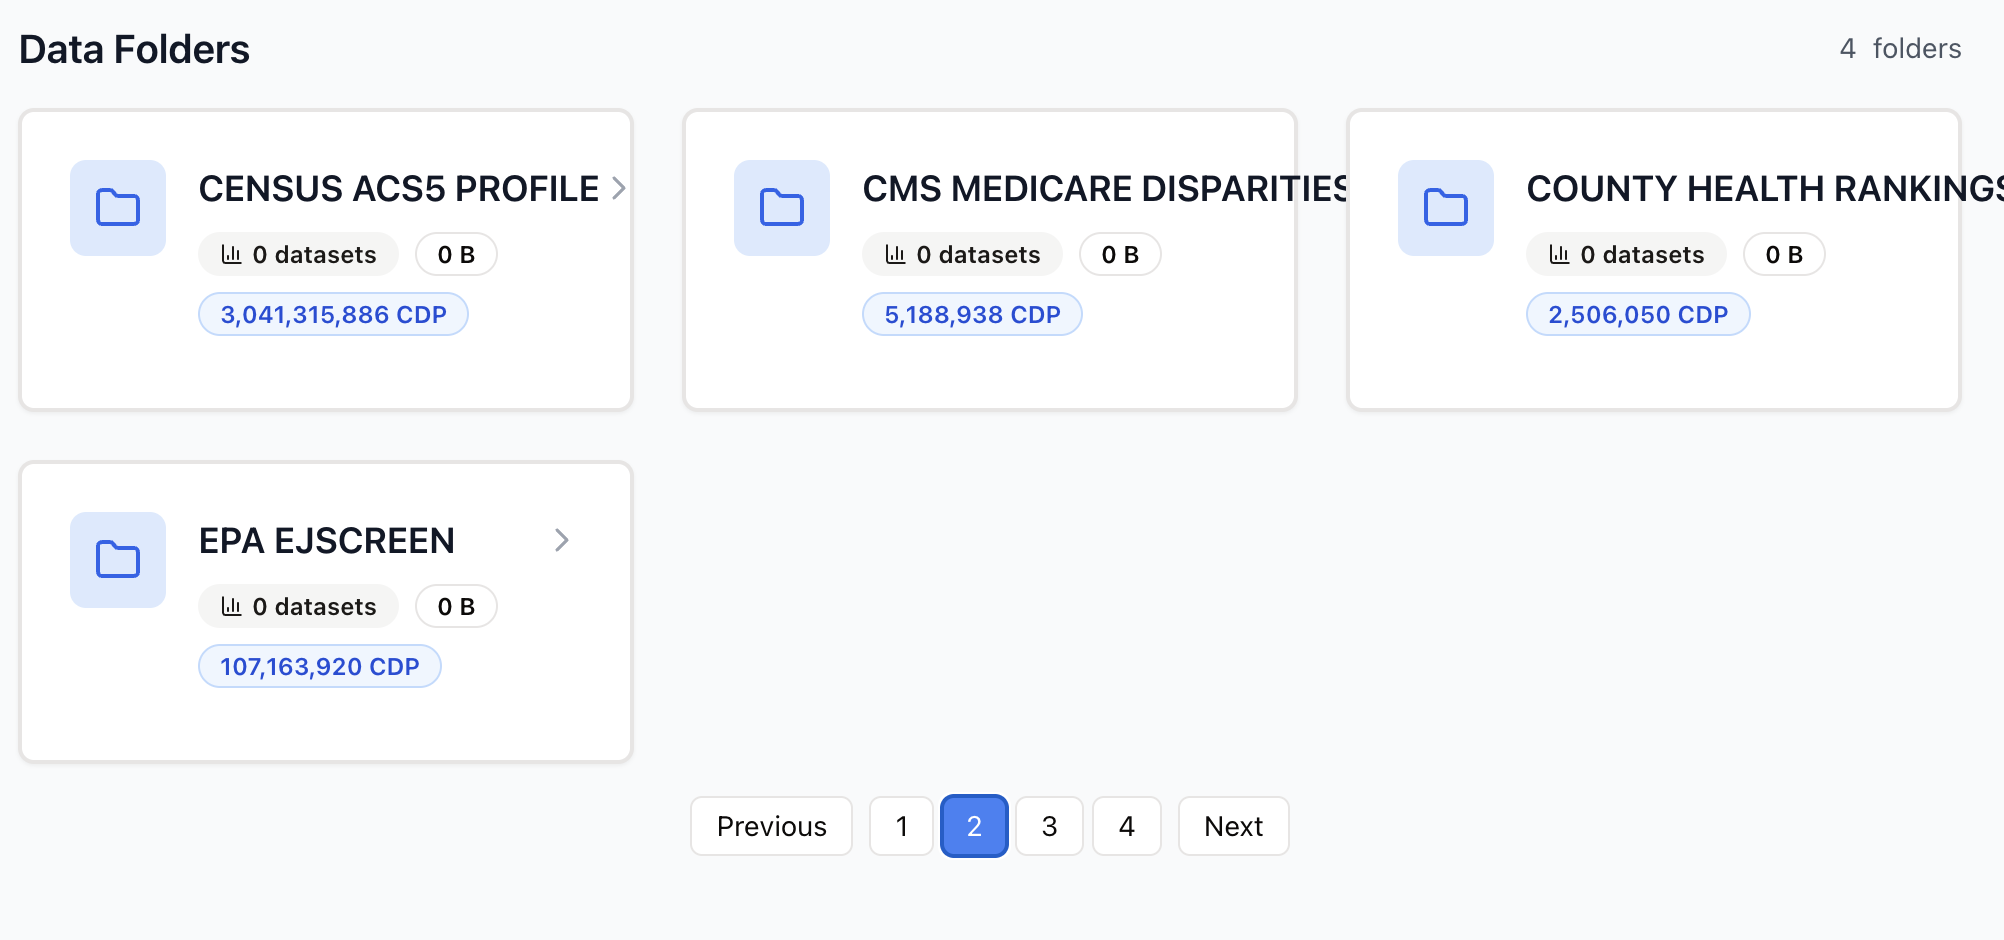 Data Folders
4 folders
CENSUS ACS5 PROFILE
0 datasets
0 B
3,041,315,886 CDP
CMS MEDICARE DISPARITIES
0 datasets
0 B
5,188,938 CDP
COUNTY HEALTH RANKINGS
0 datasets
0 B
2,506,050 CDP
EPA EJSCREEN
0 datasets
0 B
107,163,920 CDP
Previous 1 2 3 4 Next